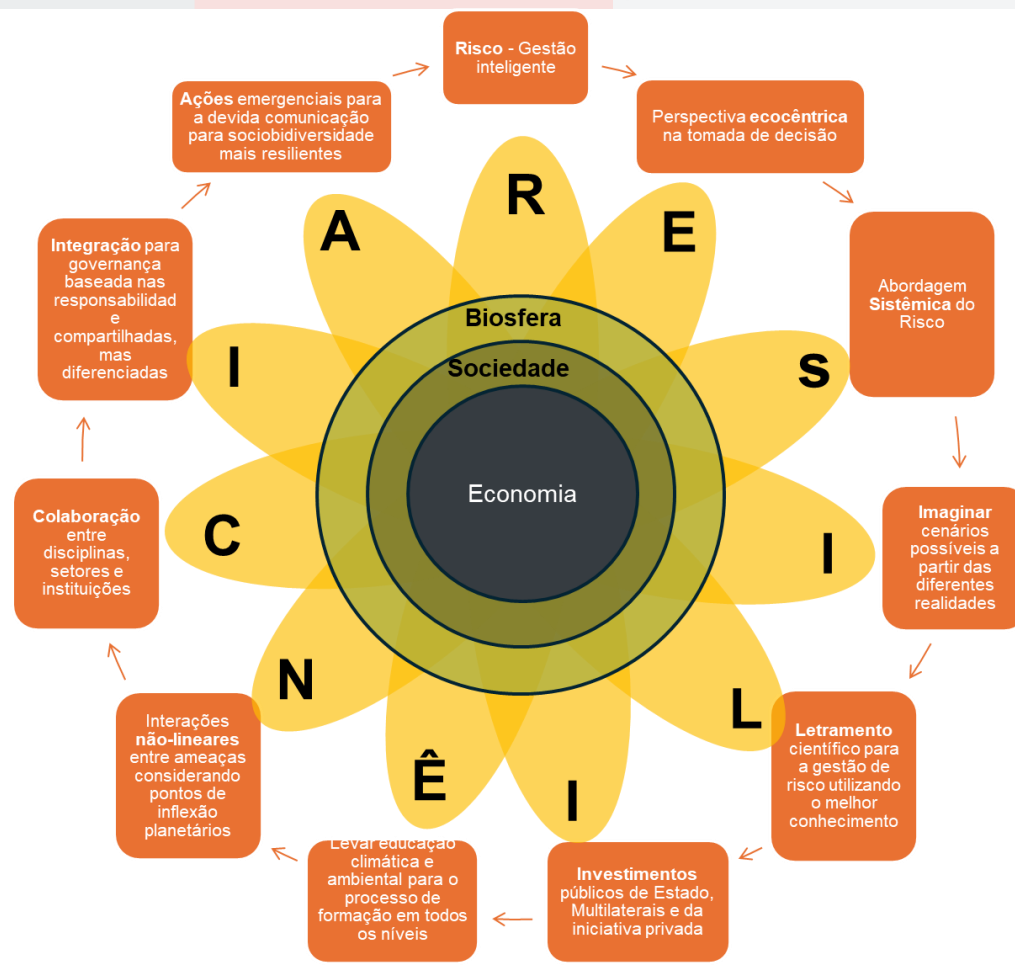 Risco - Gestão
inteligente
Perspectiva ecocêntrica
na tomada de decisão
Abordagem
Sistêmica do
Risco
Imaginar
cenários
possíveis a
partir das
diferentes
realidades
Letramento
científico para
a gestão de
risco utilizando
o melhor
conhecimento
Investimentos
públicos de Estado,
Multilaterais e da
iniciativa privada
Levar educação
climática e
ambiental para o
processo de
formação em todos
os níveis
Interações
não-lineares
entre ameaças
considerando
pontos de
inflexão
planetários
Colaboração
entre
disciplinas,
setores e
instituições
Integração para
governança
baseada nas
responsabilidad
e
compartilhadas,
mas
diferenciadas
Ações emergenciais para
a devida comunicação
para sociobidiversidade
mais resilientes
R
E
S
I
L
I
Ê
N
C
I
A
Biosfera
Sociedade
Economia